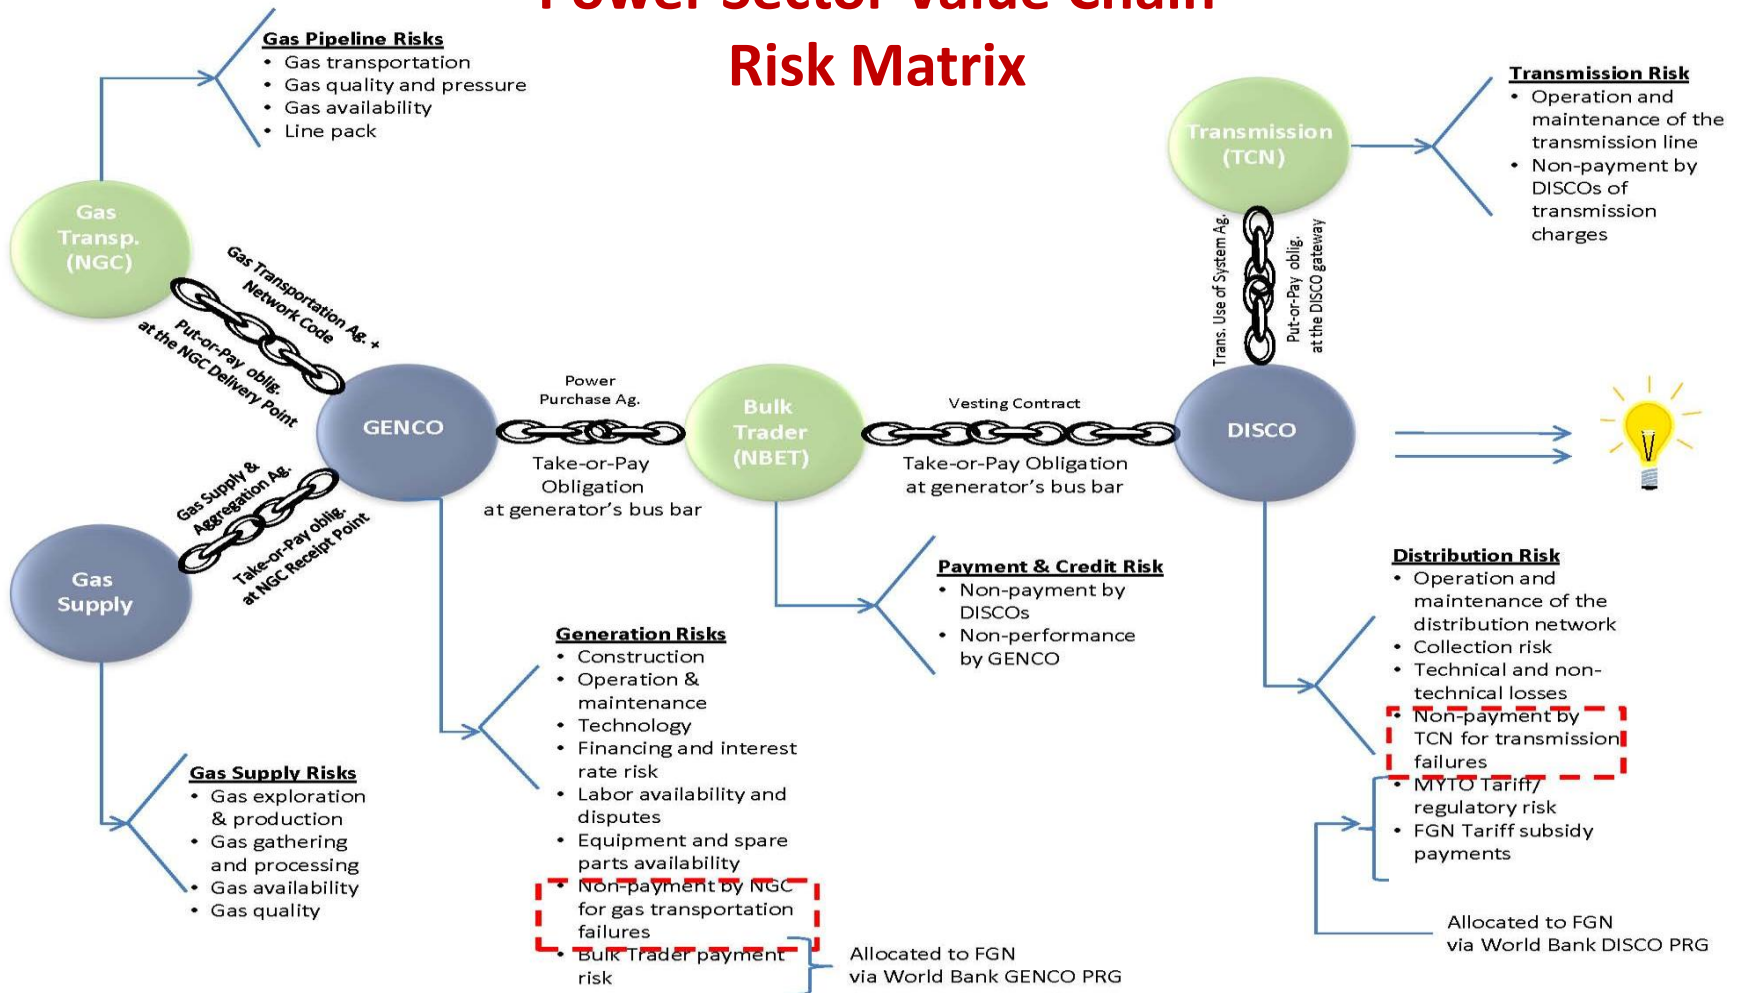 Power Sector Value Chain
Risk Matrix
Gas Pipeline Risks
• Gas transportation
• Gas quality and pressure
• Gas availability
• Line pack
Transmission Risk
• Operation and
maintenance of the
transmission line
• Non-payment by
DISCOs of
transmission
charges
Transmission
(TCN)
Gas
Transp.
(NGC)
Gas Transportation Ag. +
Network Code
Put-or-Pay oblig.
at the NGC Delivery Point
Trans. Use of System Ag.
Put-or-Pay oblig.
at the DISCO gateway
GENCO
Power
Purchase Ag.
Take-or-Pay
Obligation
at generator's bus bar
Bulk
Trader
(NBET)
Vesting Contract
Take-or-Pay Obligation
at generator's bus bar
DISCO
Gas Supply &
Aggregation Ag.
Take-or-Pay oblig.
at NGC Receipt Point
Gas
Supply
Payment & Credit Risk
• Non-payment by
DISCOs
• Non-performance
by GENCO
Distribution Risk
• Operation and
maintenance of the
distribution network
• Collection risk
• Technical and non-
technical losses
• Non-payment by
TCN for transmission
failures
• MYTO Tariff/
regulatory risk
• FGN Tariff subsidy
payments
Allocated to FGN
via World Bank DISCO PRG
Generation Risks
• Construction
• Operation &
maintenance
• Technology
• Financing and interest
rate risk
• Labor availability and
disputes
• Equipment and spare
parts availability
• Non-payment by NGC
for gas transportation
failures
• Bulk Trader payment
risk
Allocated to FGN
via World Bank GENCO PRG
Gas Supply Risks
• Gas exploration
& production
• Gas gathering
and processing
• Gas availability
• Gas quality